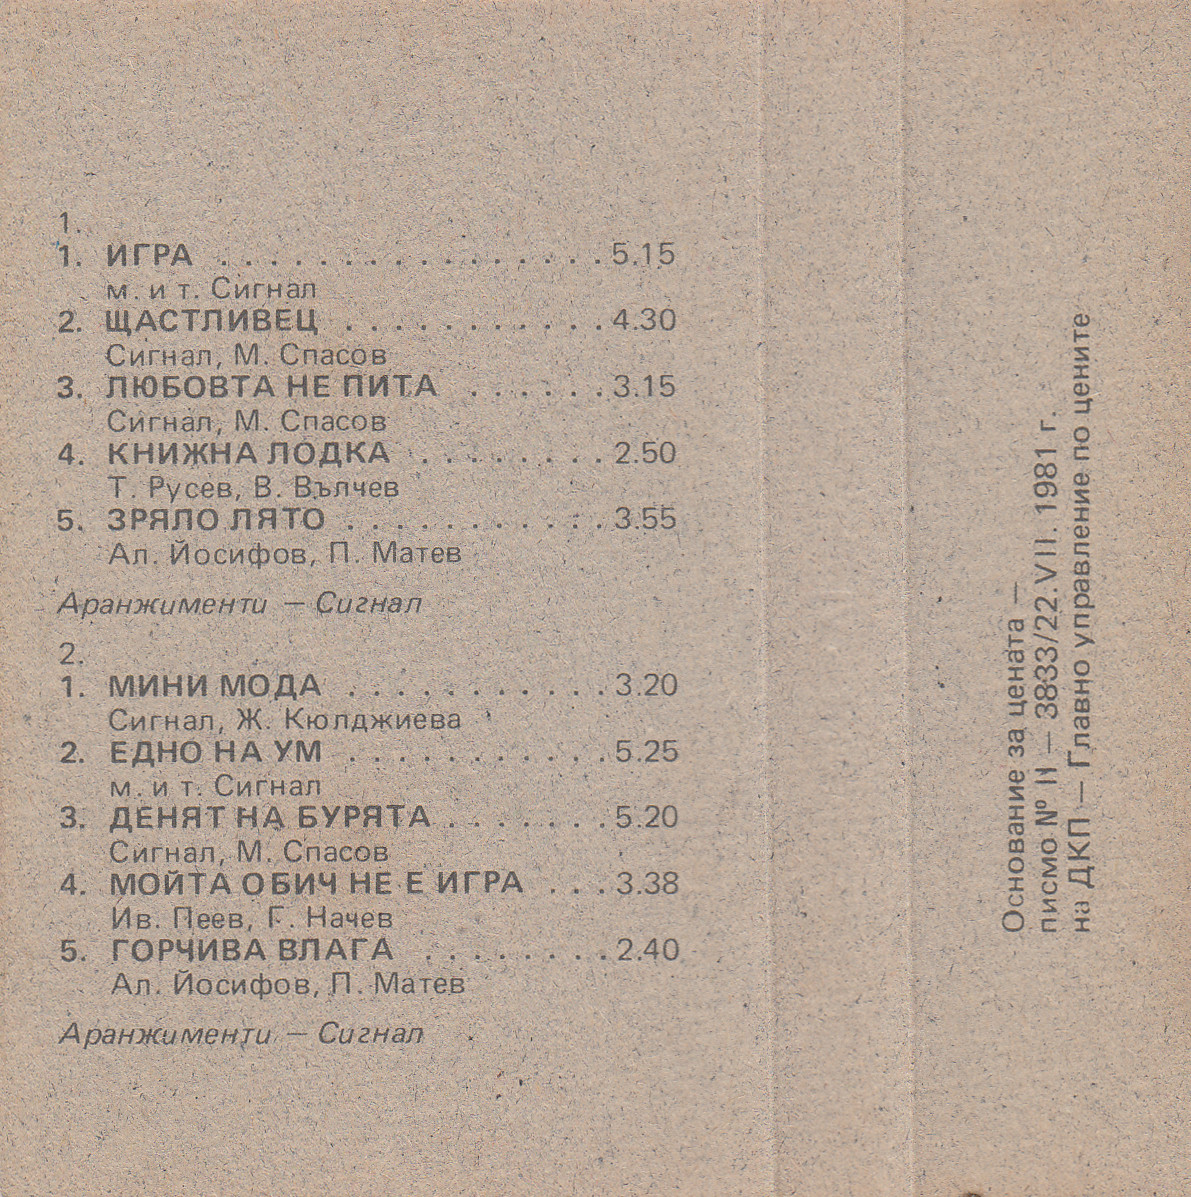 1.
1. ИГРА . . . . . . . . . . . . . . . . 5.15
м. и т. Сигнал
2. ЩАСТЛИВЕЦ . . . . . . . . . . . 4.30
Сигнал, М. Спасов
3. ЛЮБОВТА НЕ ПИТА . . . . . . 3.15
Сигнал, М. Спасов
4. КНИЖНА ЛОДКА . . . . . . . . 2.50
Т. Русев, В. Вълчев
5. ЗРЯЛО ЛЯТО . . . . . . . . . . . 3.55
Ал. Йосифов, П. Матев
Аранжименти — Сигнал
2.
1. МИНИ МОДА . . . . . . . . . . . 3.20
Сигнал, Ж. Кюлджиева
2. ЕДНО НА УМ . . . . . . . . . . . 5.25
м. и т. Сигнал
3. ДЕНЯТ НА БУРЯТА . . . . . . . 5.20
Сигнал, М. Спасов
4. МОЙТА ОБИЧ НЕ Е ИГРА . . . 3.38
Ив. Пеев, Г. Начев
5. ГОРЧИВА ВЛАГА . . . . . . . . 2.40
Ал. Йосифов, П. Матев
Аранжименти — Сигнал
Основание за цената —
писмо № II — 3833/22.VII. 1981 г.
на ДКП — Главно управление по цените